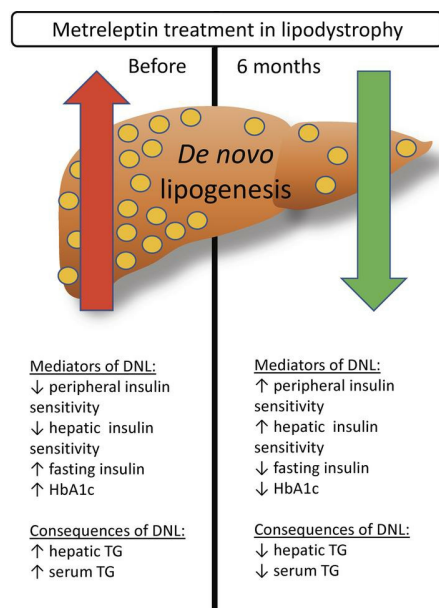 Metreleptin treatment in lipodystrophy
Before
6 months
De novo
lipogenesis
Mediators of DNL:
↓ peripheral insulin
sensitivity
↓ hepatic insulin
sensitivity
↑ fasting insulin
↑ HbA1c
Consequences of DNL:
↑ hepatic TG
↑ serum TG
Mediators of DNL:
↑ peripheral insulin
sensitivity
↑ hepatic insulin
sensitivity
↓ fasting insulin
↓ HbA1c
Consequences of DNL:
↓ hepatic TG
↓ serum TG